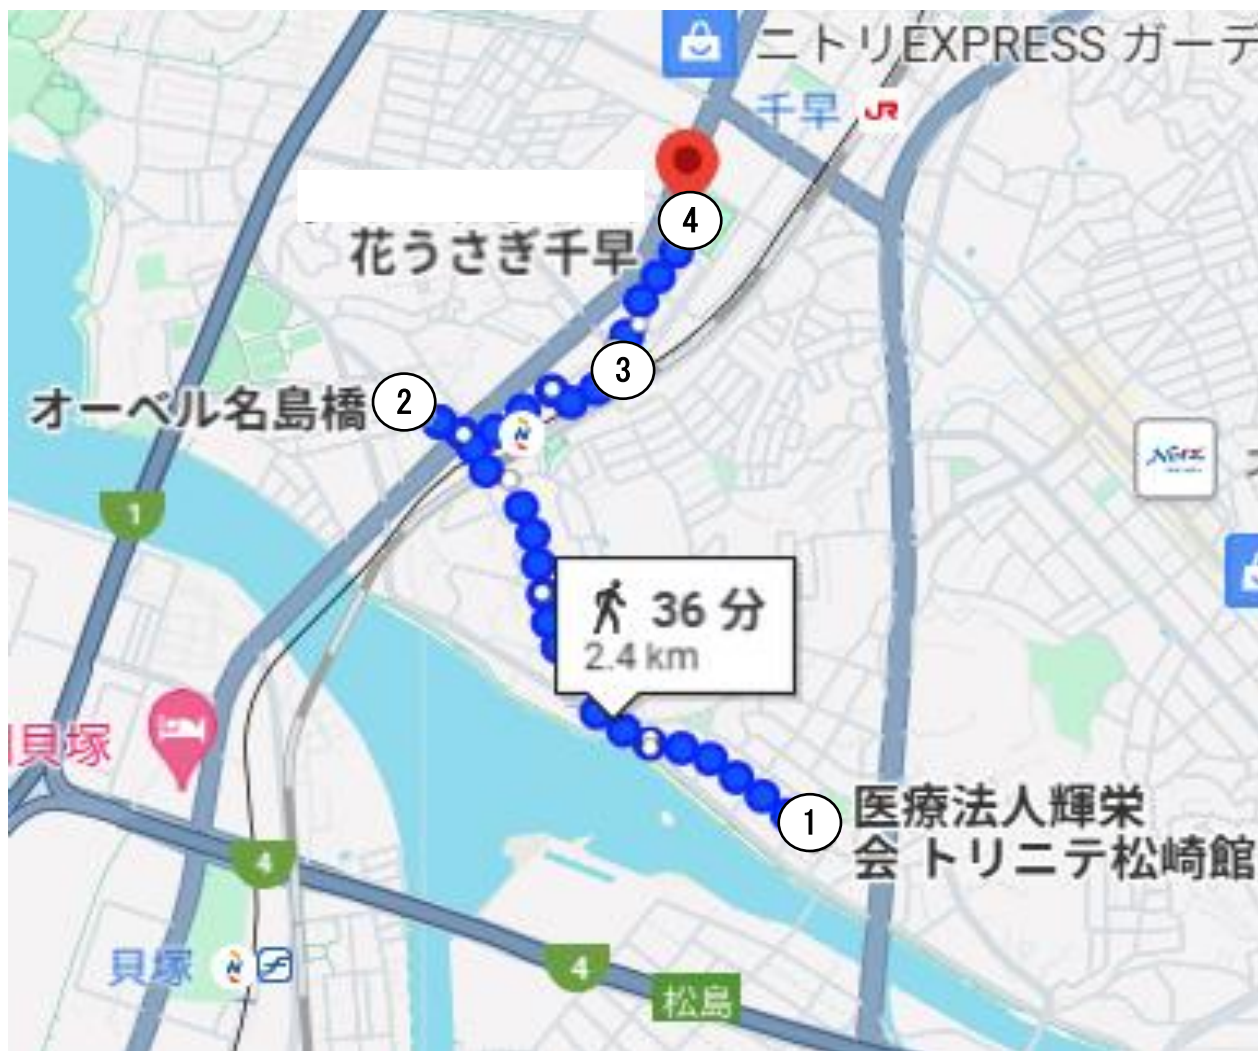 ニトリEXPRESS ガーデ
千早 JR
4
花うさぎ千早
3
オーベル名島橋 2
Netz
1
36 分
2.4 km
貝塚
医療法人輝栄
会 トリニテ松崎館
1
4
貝塚
4
松島